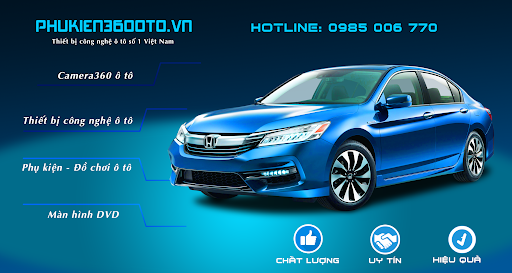 PHUKIEN360OTO.VN
HOTLINE: 0985 006 770
Thiết bị công nghệ ô tô số 1 Việt Nam
Camera360 ô tô
Thiết bị công nghệ ô tô
Phụ kiện - Đồ chơi ô tô
Màn hình DVD
CHẤT LƯỢNG
UY TÍN
HIỆU QUẢ